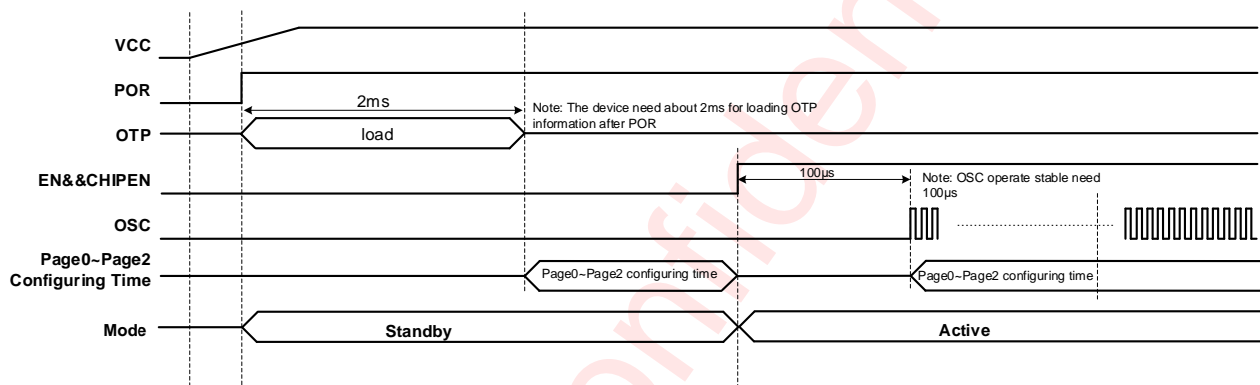 VCC
POR
2ms
Note: The device need about 2ms for loading OTP
information after POR
OTP
load
EN&&CHIPEN
100µs
Note: OSC operate stable need
100µs
OSC
Page0~Page2
Configuring Time
Page0~Page2 configuring time
Page0~Page2 configuring time
Mode
Standby
Active